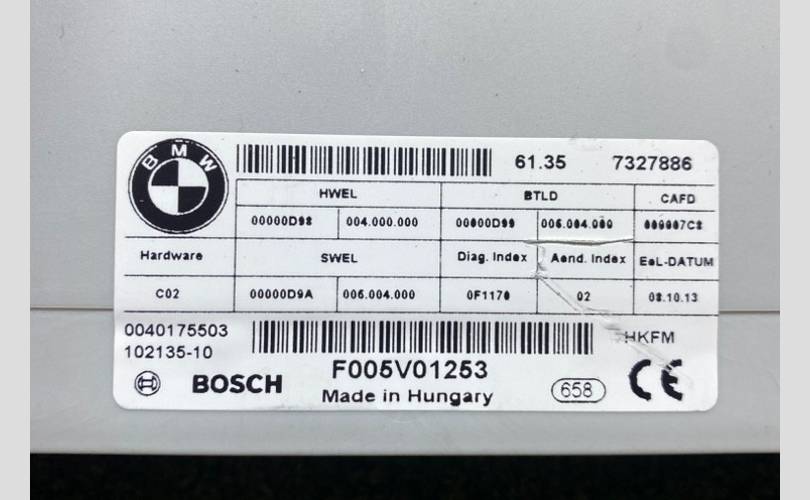 BMW
61.35 7327886
HWEL BTLD CAFD
00000D98 004.000.000 00000D99 006.004.000
Hardware SWEL Diag. Index Aend. Index EoL-DATUM
C02 00000D9A 006.004.000 0F1170 02 08.10.13
0040175503
102135-10
HKFM
BOSCH F005V01253
Made in Hungary 658 CE